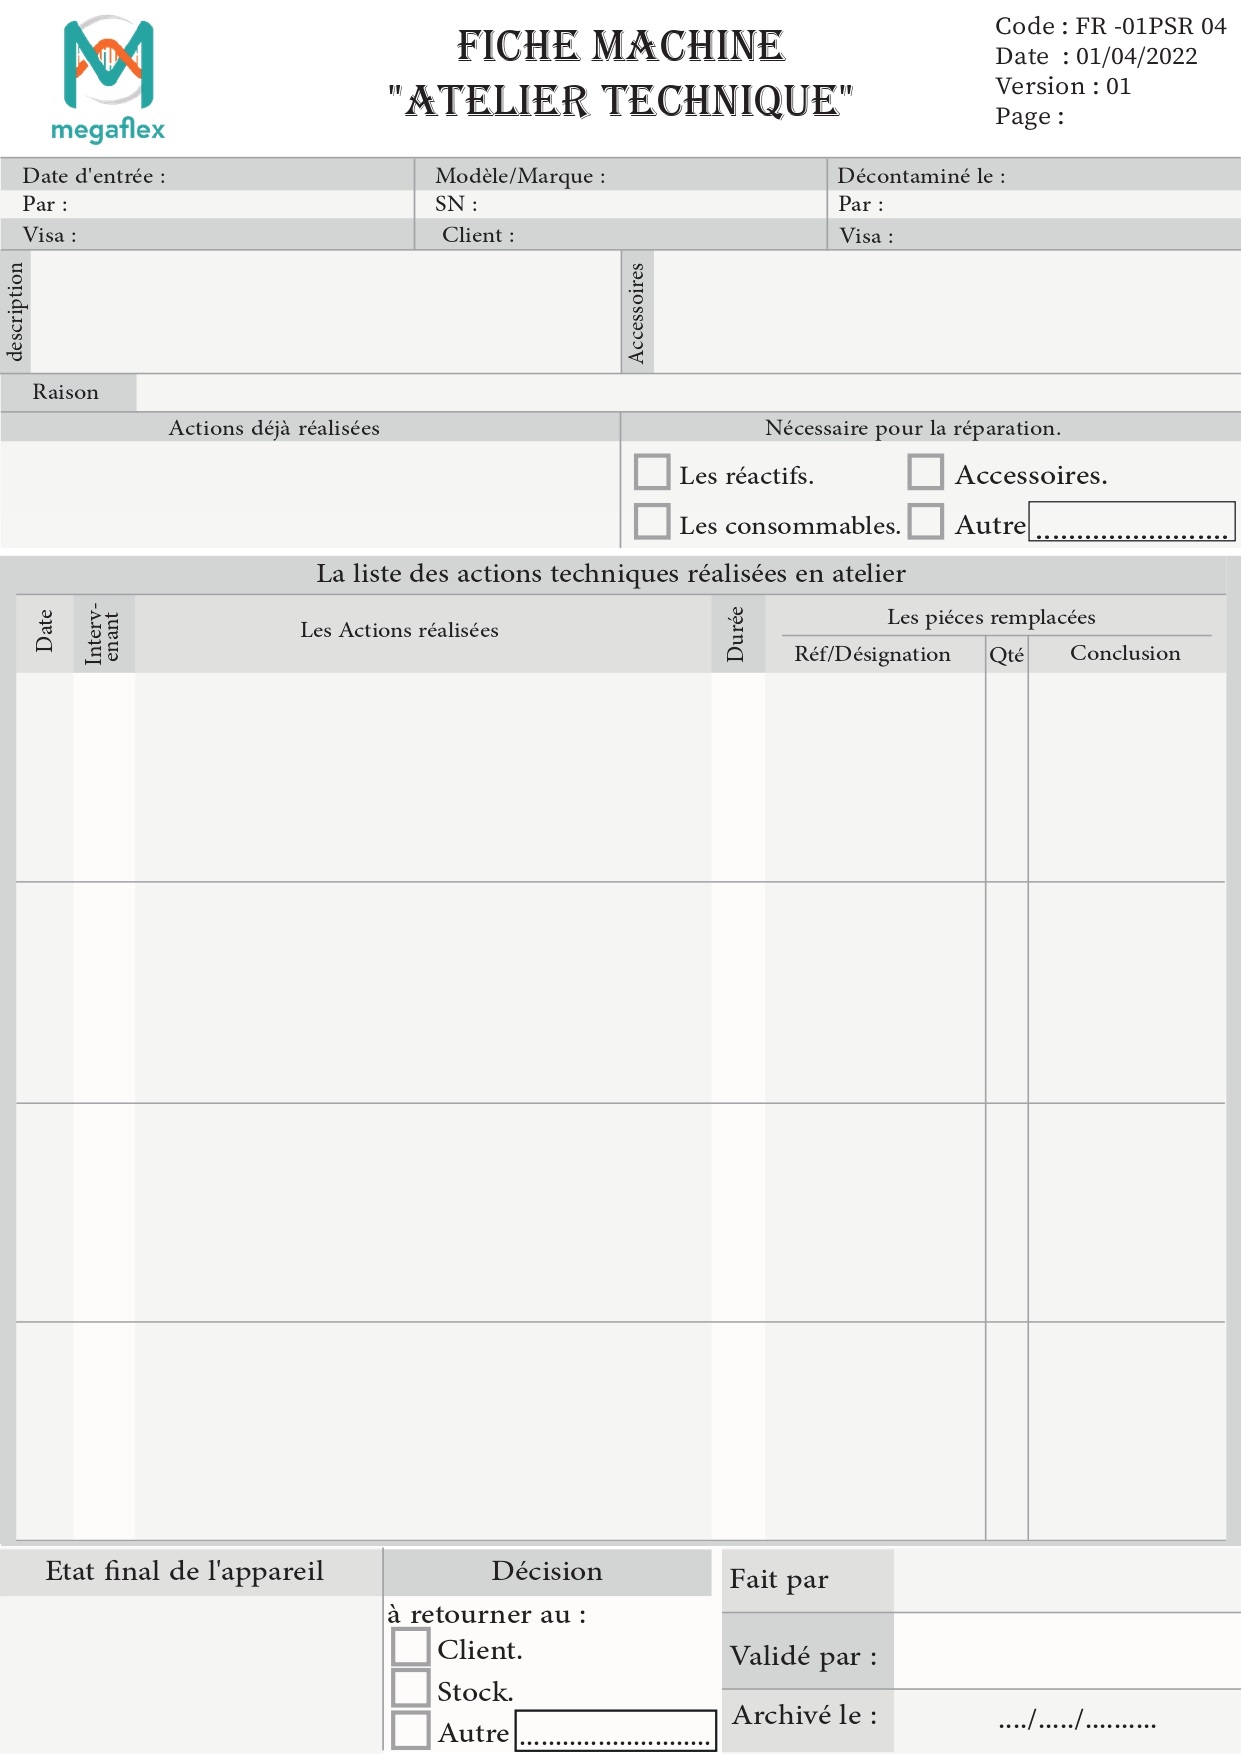 megaflex
FICHE MACHINE
"ATELIER TECHNIQUE"
Code : FR -01PSR 04
Date : 01/04/2022
Version : 01
Page :
Date d'entrée :
Modèle/Marque :
Décontaminé le :
Par :
SN :
Par :
Visa :
Client :
Visa :
description
Accessoires
Raison
Actions déjà réalisées
Nécessaire pour la réparation.
Les réactifs.
Accessoires.
Les consommables.
Autre ........................
La liste des actions techniques réalisées en atelier
Date
Interv-
enant
Les Actions réalisées
Durée
Les piéces remplacées
Réf/Désignation
Qté
Conclusion
Etat final de l'appareil
Décision
à retourner au :
Client.
Stock.
Autre ...........................
Fait par
Validé par :
Archivé le :
..../...../..........